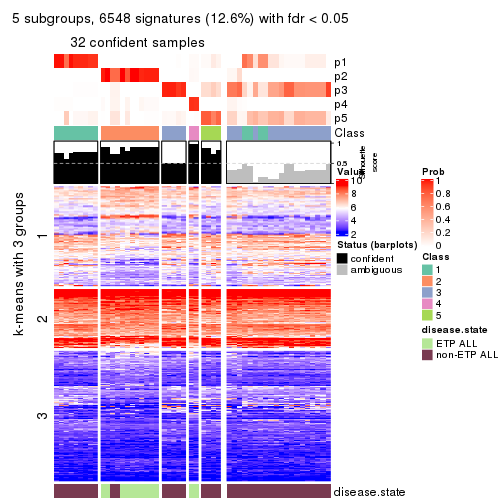 5 subgroups, 6548 signatures (12.6%) with fdr < 0.05
32 confident samples
p1
p2
p3
p4
p5
Class
1
0.5
0
silhouette
score
k-means with 3 groups
1
2
3
Value
10
8
6
4
2
Status (barplots)
confident
ambiguous
Prob
1
0.8
0.6
0.4
0.2
0
Class
1
2
3
4
5
disease.state
ETP ALL
non-ETP ALL
disease.state